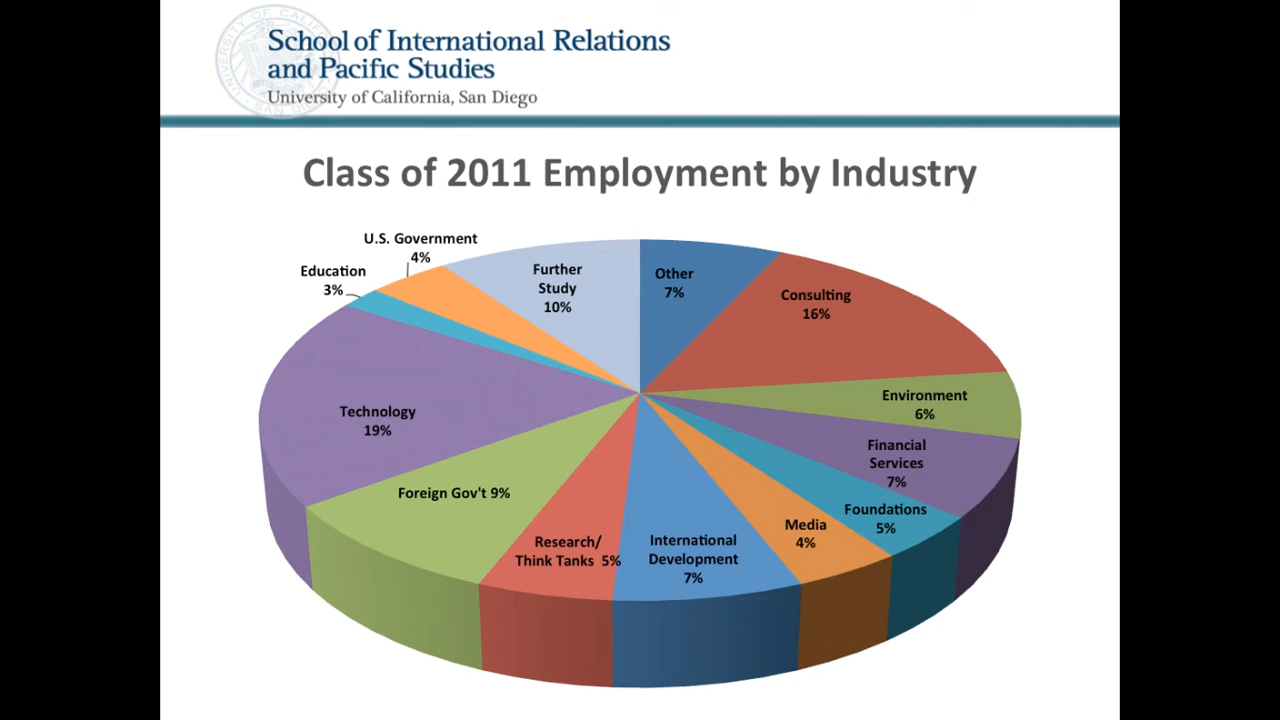 School of International Relations
and Pacific Studies
University of California, San Diego
Class of 2011 Employment by Industry
U.S. Government
4%
Education
3%
Further
Study
10%
Other
7%
Consulting
16%
Environment
6%
Financial
Services
7%
Foundations
5%
Media
4%
International
Development
7%
Research/
Think Tanks 5%
Foreign Gov't 9%
Technology
19%